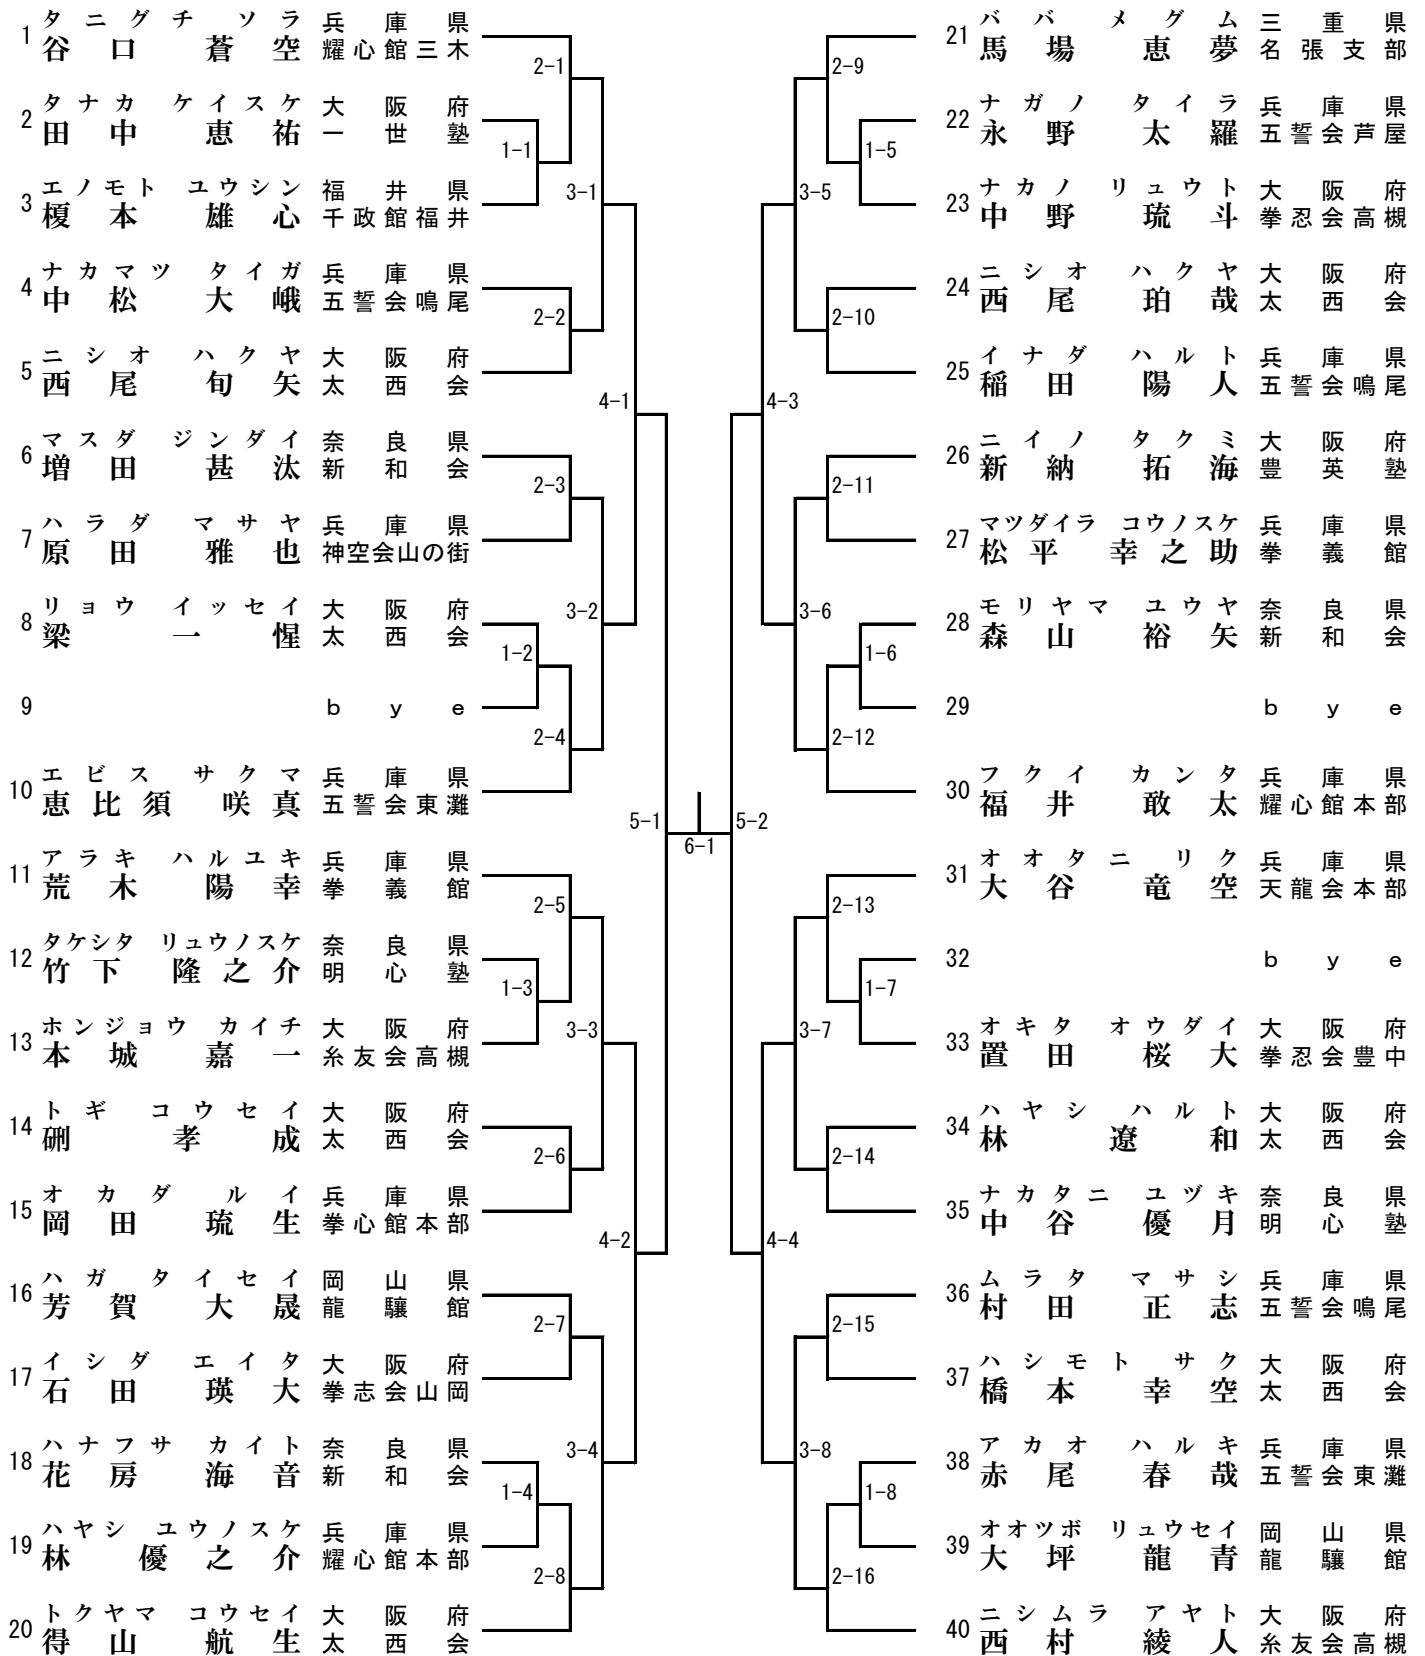 タニグチ ソラ 兵庫県
1 谷口 蒼空 耀心館三木
タナカ ケイスケ 大阪府
2 田中 恵祐 一世塾
エノモト ユウシン 福井県
3 榎本 雄心 千政館福井
ナカマツ タイガ 兵庫県
4 中松 大峨 五誓会鳴尾
ニシオ ハクヤ 大阪府
5 西尾 旬矢 太西会
マスダ ジンダイ 奈良県
6 増田 甚汰 新和会
ハラダ マサヤ 兵庫県
7 原田 雅也 神空会山の街
リョウ イッセイ 大阪府
8 梁 一惺 太西会
9 ｂｙｅ
エビス サクマ 兵庫県
10 恵比須 咲真 五誓会東灘
アラキ ハルユキ 兵庫県
11 荒木 陽幸 拳義館
タケシタ リュウノスケ 奈良県
12 竹下 隆之介 明心塾
ホンジョウ カイチ 大阪府
13 本城 嘉一 糸友会高槻
トギ コウセイ 大阪府
14 硎 孝成 太西会
オカダ ルイ 兵庫県
15 岡田 琉生 拳心館本部
ハガ タイセイ 岡山県
16 芳賀 大晟 龍驤館
イシダ エイタ 大阪府
17 石田 瑛大 拳志会山岡
ハナフサ カイト 奈良県
18 花房 海音 新和会
ハヤシ ユウノスケ 兵庫県
19 林 優之介 耀心館本部
トクヤマ コウセイ 大阪府
20 得山 航生 太西会
1-1
1-2
1-3
1-4
2-1
2-2
2-3
2-4
2-5
2-6
2-7
2-8
3-1
3-2
3-3
3-4
4-1
4-2
5-1
6-1
5-2
4-3
4-4
3-5
3-6
3-7
3-8
2-9
2-10
2-11
2-12
2-13
2-14
2-15
2-16
1-5
1-6
1-7
1-8
ババ メグム 三重県
21 馬場 恵夢 名張支部
ナガノ タイラ 兵庫県
22 永野 太羅 五誓会芦屋
ナカノ リュウト 大阪府
23 中野 琉斗 拳忍会高槻
ニシオ ハクヤ 大阪府
24 西尾 珀哉 太西会
イナダ ハルト 兵庫県
25 稲田 陽人 五誓会鳴尾
ニイノ タクミ 大阪府
26 新納 拓海 豊英塾
マツダイラ コウノスケ 兵庫県
27 松平 幸之助 拳義館
モリヤマ ユウヤ 奈良県
28 森山 裕矢 新和会
29 ｂｙｅ
フクイ カンタ 兵庫県
30 福井 敢太 耀心館本部
オオタニ リク 兵庫県
31 大谷 竜空 天龍会本部
32 ｂｙｅ
オキタ オウダイ 大阪府
33 置田 桜大 拳忍会豊中
ハヤシ ハルト 大阪府
34 林 遼和 太西会
ナカタニ ユヅキ 奈良県
35 中谷 優月 明心塾
ムラタ マサシ 兵庫県
36 村田 正志 五誓会鳴尾
ハシモト サク 大阪府
37 橋本 幸空 太西会
アカオ ハルキ 兵庫県
38 赤尾 春哉 五誓会東灘
オオツボ リュウセイ 岡山県
39 大坪 龍青 龍驤館
ニシムラ アヤト 大阪府
40 西村 綾人 糸友会高槻